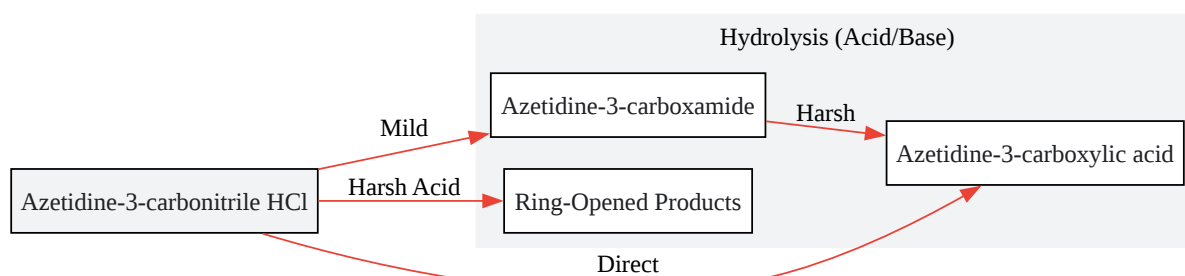 Hydrolysis (Acid/Base)
Azetidine-3-carboxamide
Harsh
Mild
Azetidine-3-carboxylic acid
Harsh Acid
Azetidine-3-carbonitrile HCl
Ring-Opened Products
Direct